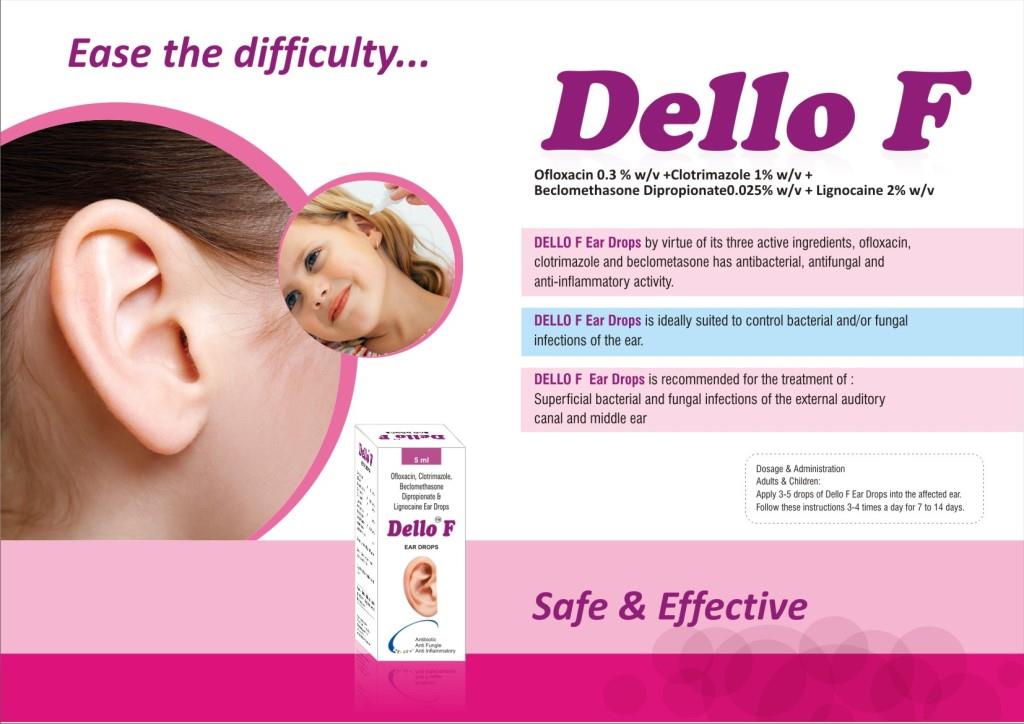 Ease the difficulty...
Dello F
Ofloxacin 0.3 % w/v +Clotrimazole 1% w/v +
Beclomethasone Dipropionate0.025% w/v + Lignocaine 2% w/v
DELLO F Ear Drops by virtue of its three active ingredients, ofloxacin,
clotrimazole and beclometasone has antibacterial, antifungal and
anti-inflammatory activity.
DELLO F Ear Drops is ideally suited to control bacterial and/or fungal
infections of the ear.
DELLO F Ear Drops is recommended for the treatment of :
Superficial bacterial and fungal infections of the external auditory
canal and middle ear
Dosage & Administration
Adults & Children:
Apply 3-5 drops of Dello F Ear Drops into the affected ear.
Follow these instructions 3-4 times a day for 7 to 14 days.
Dello F
Dello F
5 ml
Ofloxacin, Clotrimazole,
Beclomethasone
Dipropionate &
Lignocaine Ear Drops
Dello F
EAR DROPS
Antibiotic
Anti Fungle
Anti Inflammatory
Safe & Effective